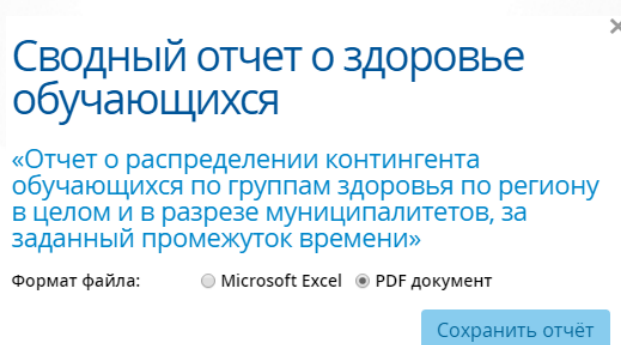 Сводный отчет о здоровье
обучающихся
«Отчет о распределении контингента
обучающихся по группам здоровья по региону
в целом и в разрезе муниципалитетов, за
заданный промежуток времени»
Формат файла: Microsoft Excel PDF документ
Сохранить отчёт